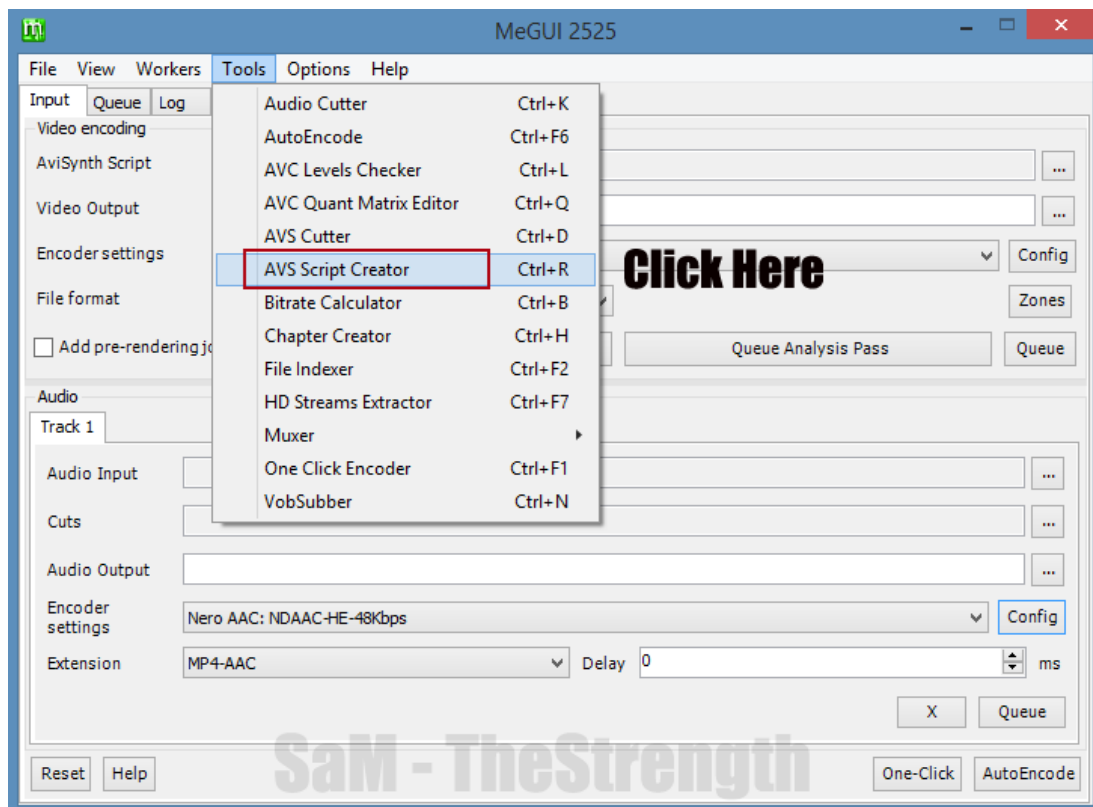 MeGUI 2525
File View Workers Tools Options Help
Input Queue Log
Video encoding
AviSynth Script ...
Video Output ...
Encoder settings Config
File format Zones
Add pre-rendering jo Queue Analysis Pass Queue
Audio Cutter Ctrl+K
AutoEncode Ctrl+F6
AVC Levels Checker Ctrl+L
AVC Quant Matrix Editor Ctrl+Q
AVS Cutter Ctrl+D
AVS Script Creator Ctrl+R
Bitrate Calculator Ctrl+B
Chapter Creator Ctrl+H
File Indexer Ctrl+F2
HD Streams Extractor Ctrl+F7
Muxer
One Click Encoder Ctrl+F1
VobSubber Ctrl+N
Click Here
Audio
Track 1
Audio Input ...
Cuts ...
Audio Output ...
Encoder
settings
Nero AAC: NDAAC-HE-48Kbps Config
Extension MP4-AAC Delay 0 ms
X Queue
SaM - TheStrength
Reset Help One-Click AutoEncode